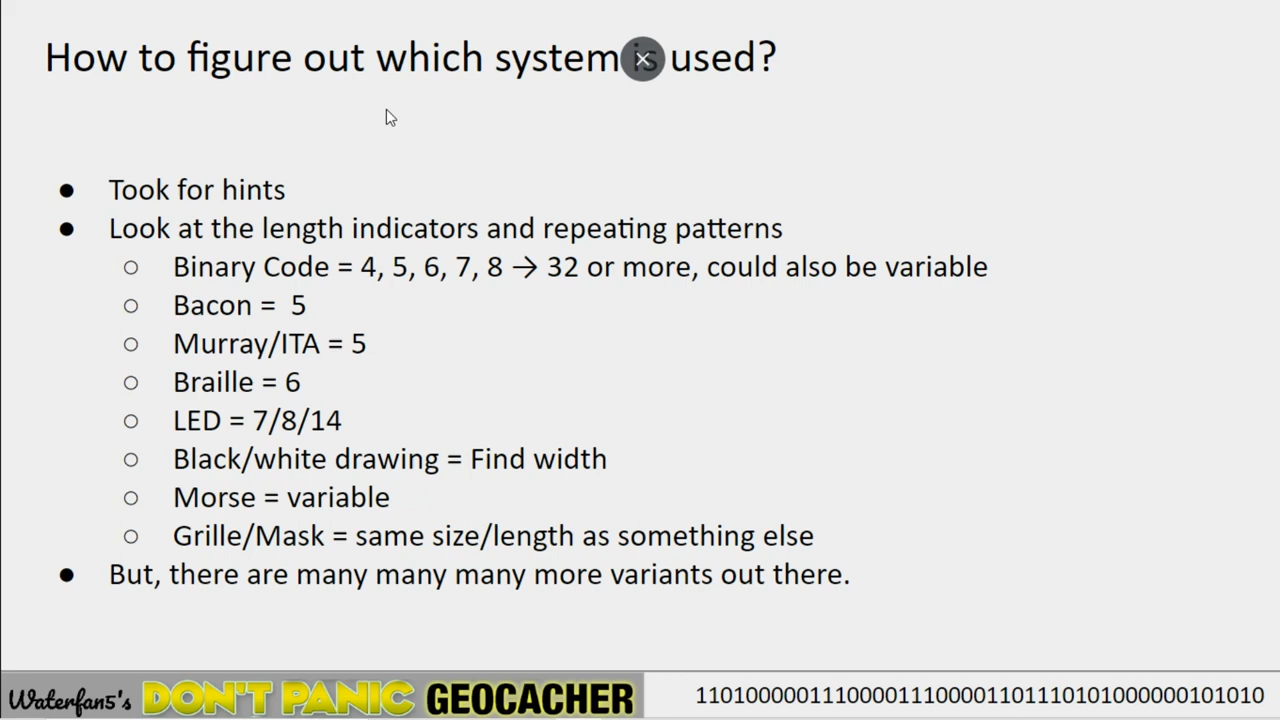 How to figure out which system is used?
● Took for hints
● Look at the length indicators and repeating patterns
○ Binary Code = 4, 5, 6, 7, 8 → 32 or more, could also be variable
○ Bacon = 5
○ Murray/ITA = 5
○ Braille = 6
○ LED = 7/8/14
○ Black/white drawing = Find width
○ Morse = variable
○ Grille/Mask = same size/length as something else
● But, there are many many many more variants out there.
Waterfan5's DON'T PANIC GEOCACHER
1101000001110000111000011011101010000001​01010